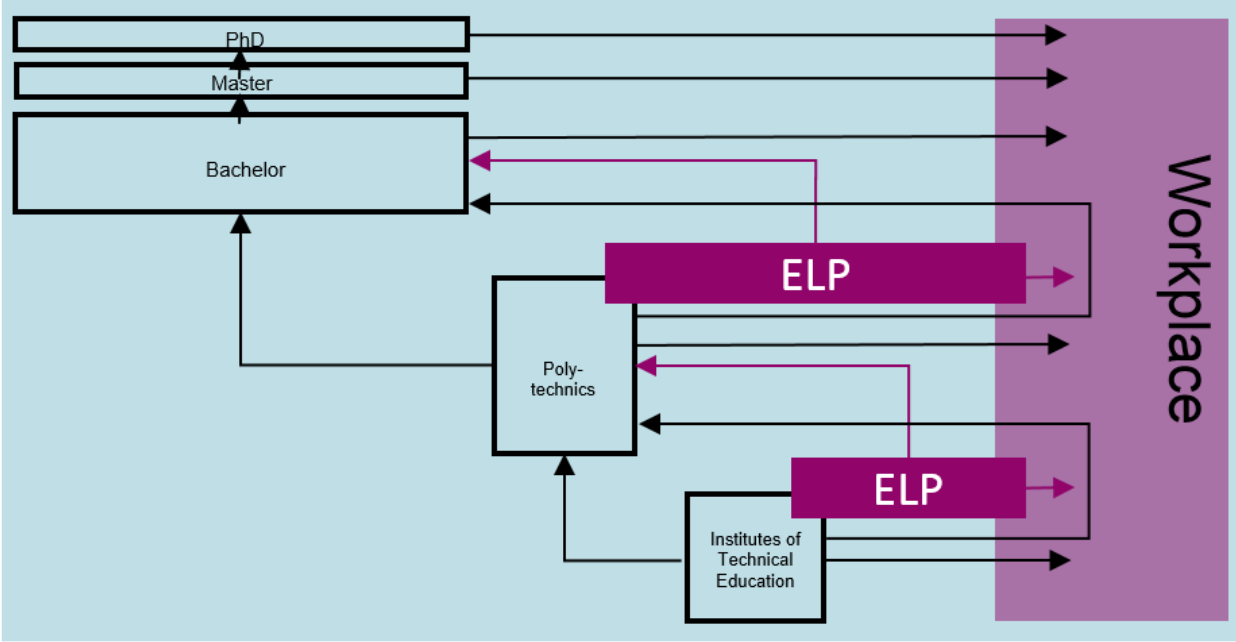 PhD
Master
Bachelor
ELP
Poly-
technics
ELP
Institutes of
Technical
Education
Workplace